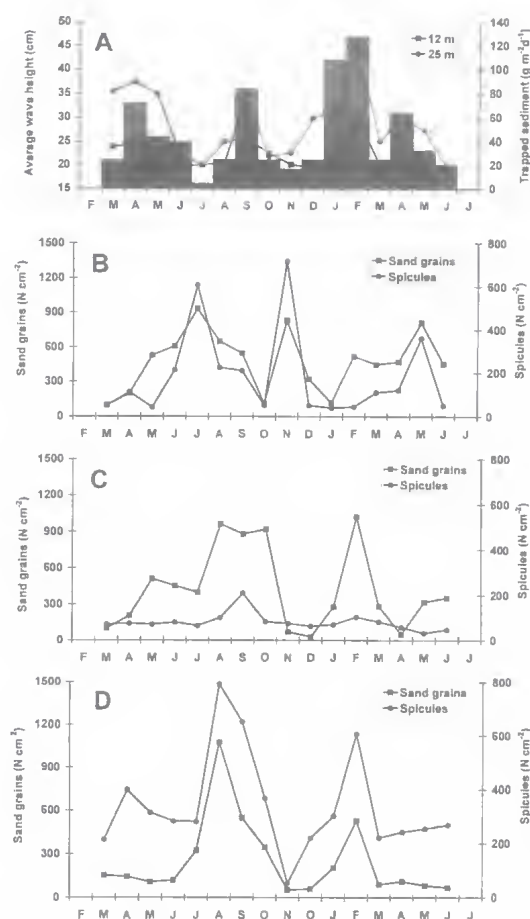 A
12 m
25 m
Average wave height (cm)
Trapped sediment (g m⁻²d⁻¹)
50
45
40
35
30
25
20
15
140
120
100
80
60
40
20
0
F M A M J J A S O N D J F M A M J J
B
Sand grains
Spicules
Sand grains (N cm⁻²)
Spicules (N cm⁻²)
1500
1200
900
600
300
0
800
600
400
200
0
F M A M J J A S O N D J F M A M J J
C
Sand grains
Spicules
Sand grains (N cm⁻²)
Spicules (N cm⁻²)
1500
1200
900
600
300
0
800
600
400
200
0
F M A M J J A S O N D J F M A M J J
D
Sand grains
Spicules
Sand grains (N cm²)
Spicules (N cm⁻²)
1500
1200
900
600
300
0
800
600
400
200
0
F M A M J J A S O N D J F M A M J J